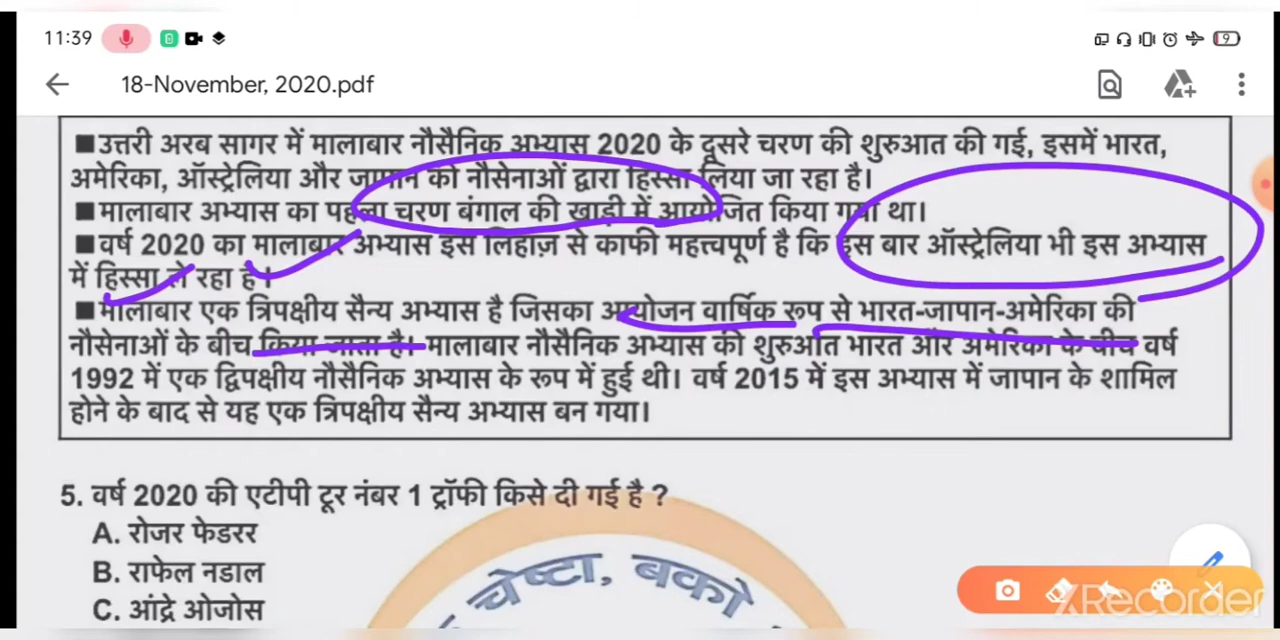 11:39
9
18-November, 2020.pdf
■उत्तरी अरब सागर में मालाबार नौसैनिक अभ्यास 2020 के दूसरे चरण की शुरुआत की गई, इसमें भारत,
अमेरिका, ऑस्ट्रेलिया और जापान की नौसेनाओं द्वारा हिस्सा लिया जा रहा है।
■मालाबार अभ्यास का पहला चरण बंगाल की खाड़ी में आयोजित किया गया था।
■वर्ष 2020 का मालाबार अभ्यास इस लिहाज़ से काफी महत्त्वपूर्ण है कि इस बार ऑस्ट्रेलिया भी इस अभ्यास
में हिस्सा ले रहा है।
■मालाबार एक त्रिपक्षीय सैन्य अभ्यास है जिसका आयोजन वार्षिक रूप से भारत-जापान-अमेरिका की
नौसेनाओं के बीच किया जाता है। मालाबार नौसैनिक अभ्यास की शुरुआत भारत और अमेरिका के बीच वर्ष
1992 में एक द्विपक्षीय नौसैनिक अभ्यास के रूप में हुई थी। वर्ष 2015 में इस अभ्यास में जापान के शामिल
होने के बाद से यह एक त्रिपक्षीय सैन्य अभ्यास बन गया।
5. वर्ष 2020 की एटीपी टूर नंबर 1 ट्रॉफी किसे दी गई है ?
A. रोजर फेडरर
B. राफेल नडाल
C. आंद्रे ओजोस
चेष्टा, बको
XRecorder